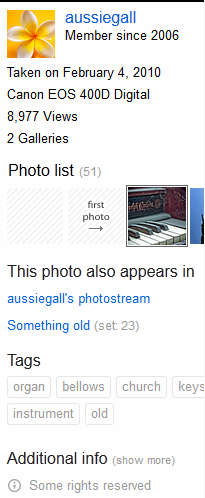 aussiegall
Member since 2006
Taken on February 4, 2010
Canon EOS 400D Digital
8,977 Views
2 Galleries
Photo list (51)
first
photo
This photo also appears in
aussiegall's photostream
Something old (set: 23)
Tags
organ bellows church keys
instrument old
Additional info (show more)
Some rights reserved